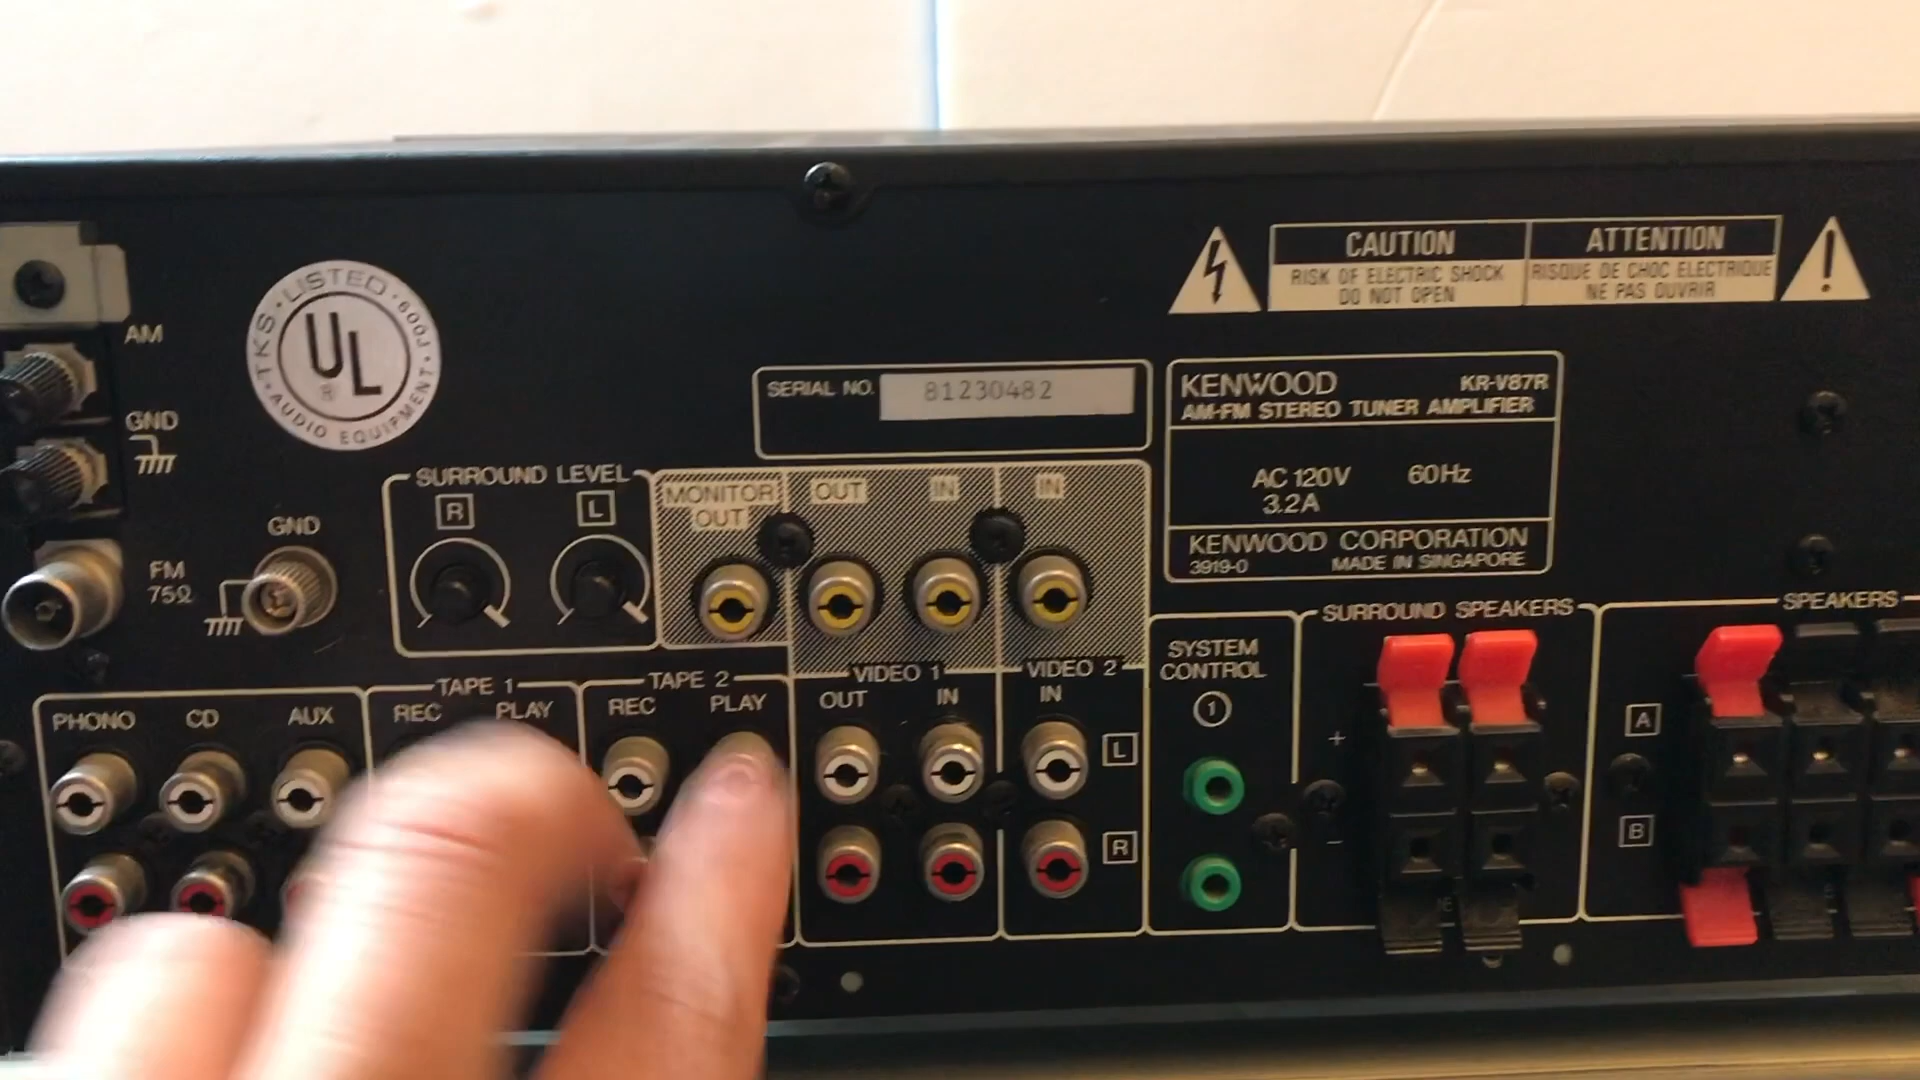 CAUTION
RISK OF ELECTRIC SHOCK
DO NOT OPEN
ATTENTION
RISQUE DE CHOC ELECTRIQUE
NE PAS OUVRIR
AM
GND
FM
75Ω
GND
LISTED
600J
TKS
UL
®
AUDIO EQUIPMENT
SERIAL NO. 81230482
KENWOOD KR-V87R
AM-FM STEREO TUNER AMPLIFIER
AC 120V 60Hz
3.2A
KENWOOD CORPORATION
3919-0 MADE IN SINGAPORE
SURROUND LEVEL
R L
MONITOR
OUT
OUT IN IN
VIDEO 1 VIDEO 2
OUT IN IN
L
R
PHONO CD AUX
TAPE 1
REC PLAY
TAPE 2
REC PLAY
SYSTEM
CONTROL
1
SURROUND SPEAKERS
+
−
SPEAKERS
A
B